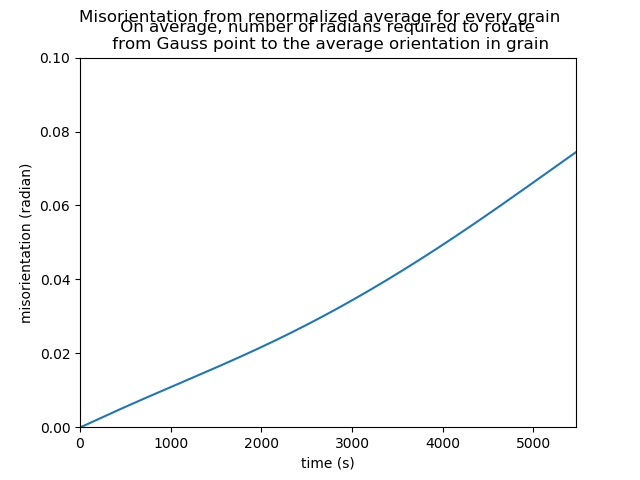 Misorientation from renormalized average for every grain
On average, number of radians required to rotate
from Gauss point to the average orientation in grain
0.10
0.08
0.06
0.04
0.02
0.00
misorientation (radian)
0 1000 2000 3000 4000 5000
time (s)